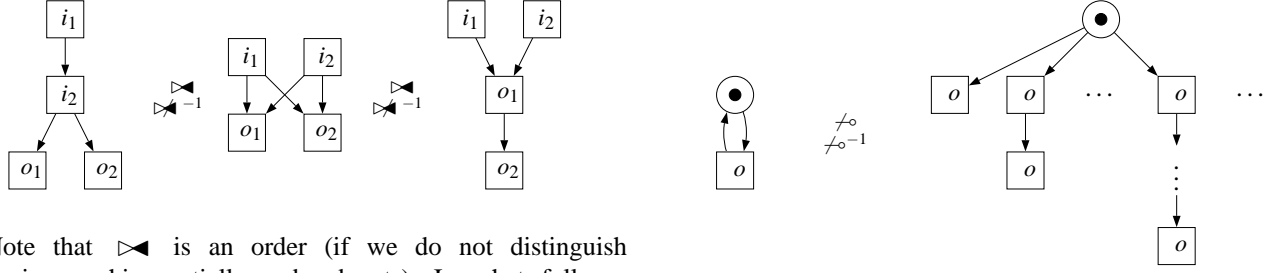 i₁ i₁ i₂
i₁ i₂
i₂ ⋈ ⋈ o₁ o o … o …
⋈̸⁻¹ ⋈̸⁻¹
o₁ o₂
o₁ o₂ o₂ o o
⊸̸
⊸̸⁻¹
⋮
o
that ▷◀ is an order (if we do not distinguish